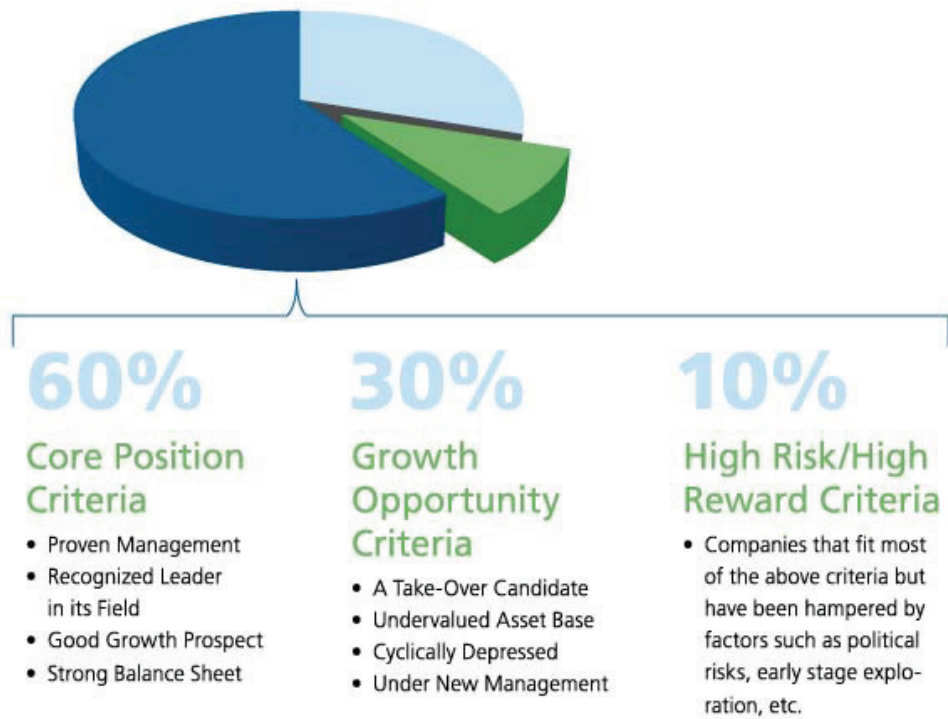 60%
Core Position
Criteria
• Proven Management
• Recognized Leader
in its Field
• Good Growth Prospect
• Strong Balance Sheet
30%
Growth
Opportunity
Criteria
• A Take-Over Candidate
• Undervalued Asset Base
• Cyclically Depressed
• Under New Management
10%
High Risk/High
Reward Criteria
• Companies that fit most
of the above criteria but
have been hampered by
factors such as political
risks, early stage explo-
ration, etc.